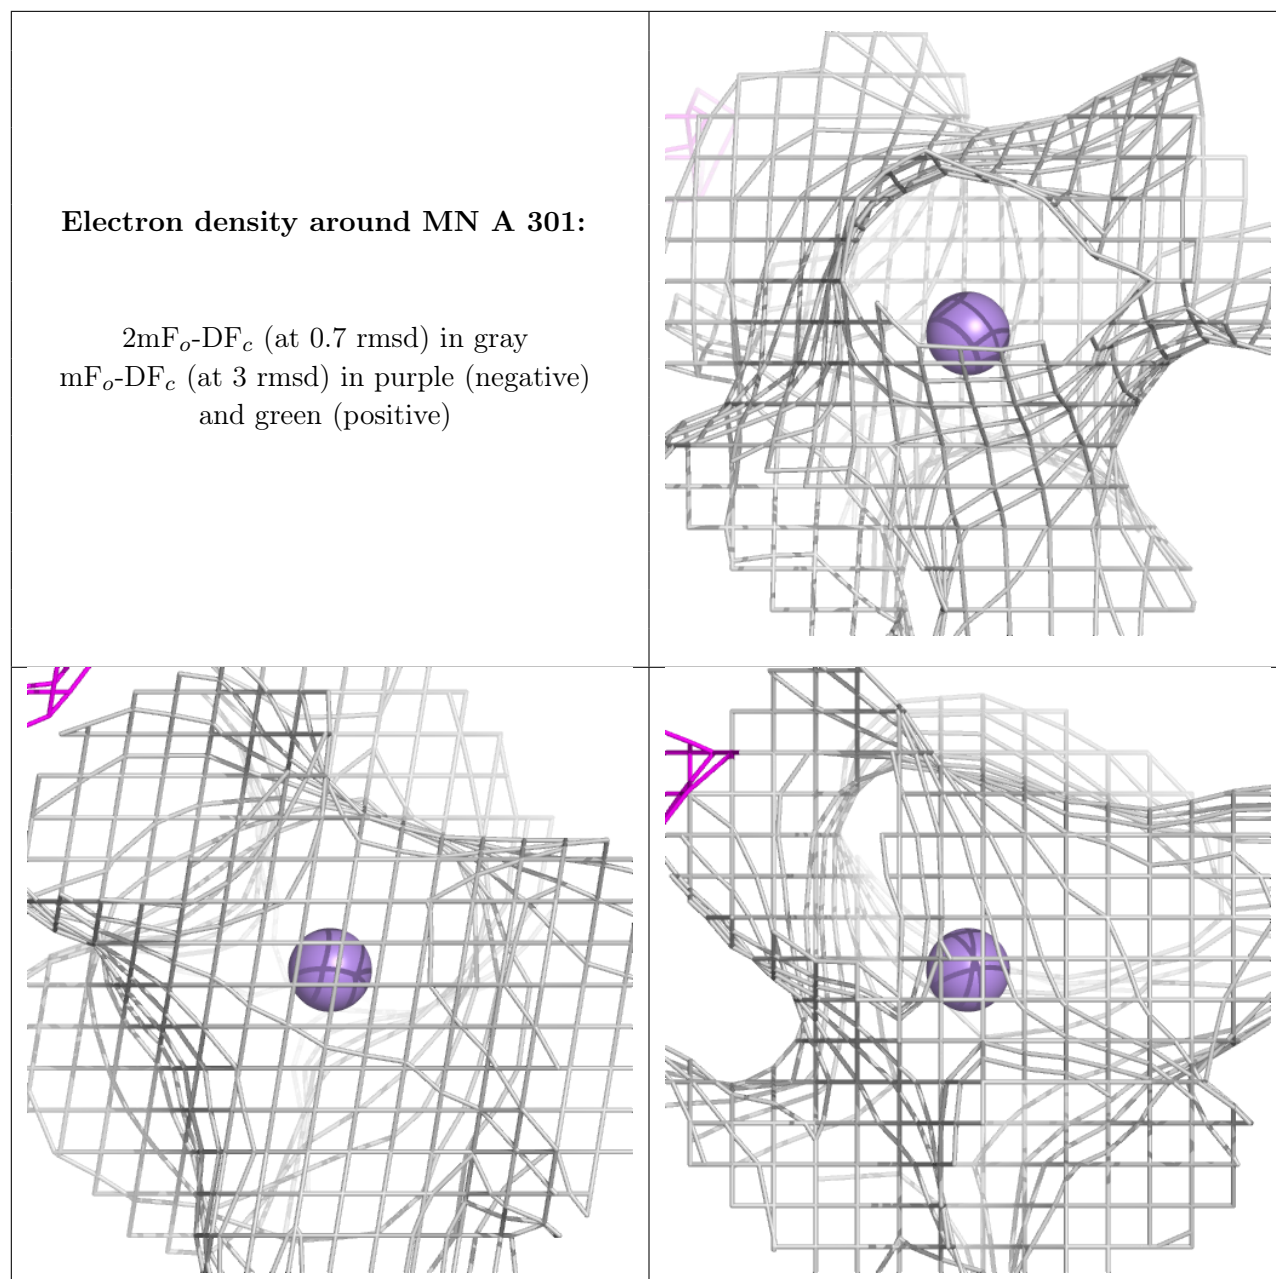 Electron density around MN A 301:
2mFo-DFc (at 0.7 rmsd) in gray
mFo-DFc (at 3 rmsd) in purple (negative)
and green (positive)